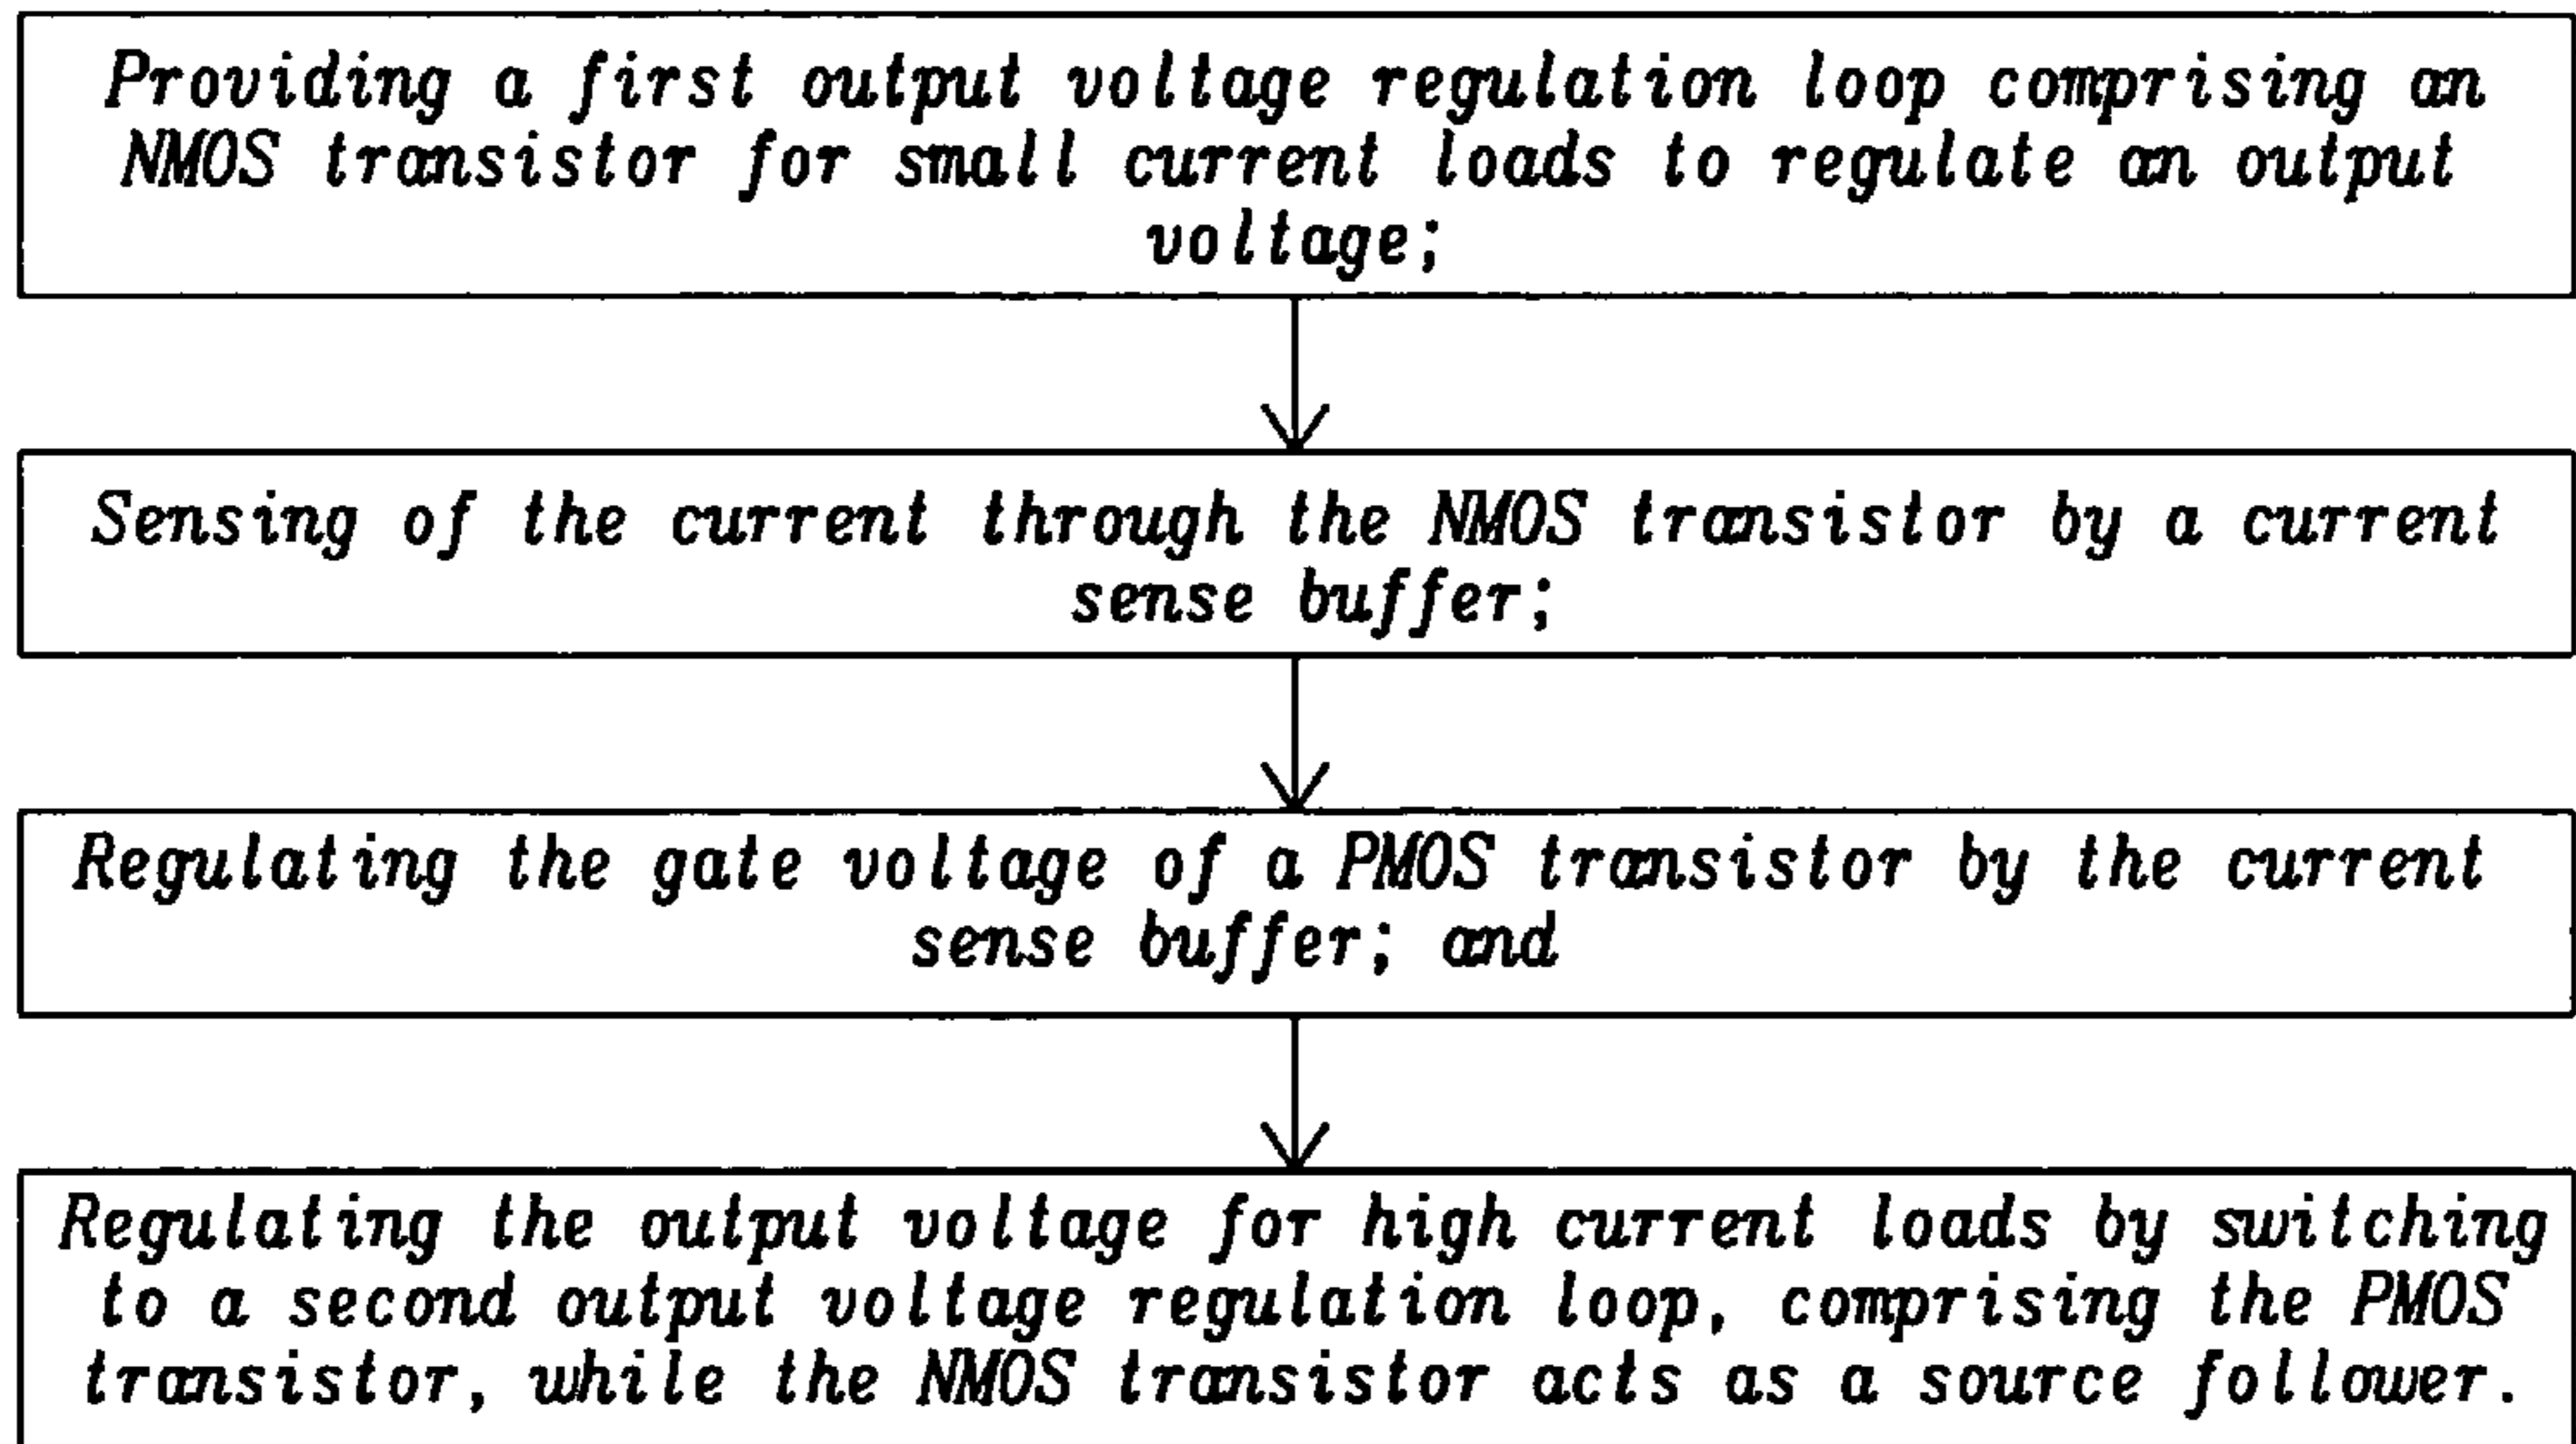 Providing a first output voltage regulation loop comprising an
NMOS transistor for small current loads to regulate an output
voltage;
Sensing of the current through the NMOS transistor by a current
sense buffer;
Regulating the gate voltage of a PMOS transistor by the current
sense buffer; and
Regulating the output voltage for high current loads by switching
to a second output voltage regulation loop, comprising the PMOS
transistor, while the NMOS transistor acts as a source follower.